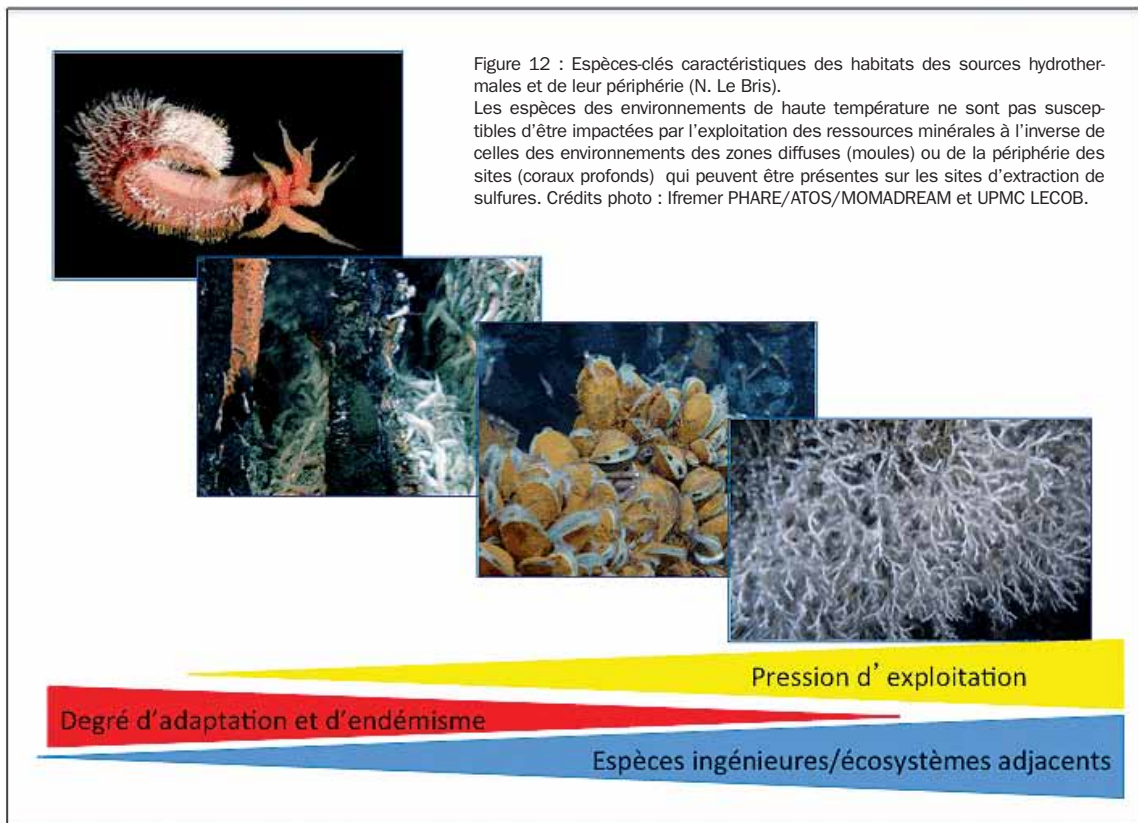 Figure 12 : Espèces-clés caractéristiques des habitats des sources hydrother-
males et de leur périphérie (N. Le Bris).
Les espèces des environnements de haute température ne sont pas suscep-
tibles d'être impactées par l'exploitation des ressources minérales à l'inverse de
celles des environnements des zones diffuses (moules) ou de la périphérie des
sites (coraux profonds) qui peuvent être présentes sur les sites d'extraction de
sulfures. Crédits photo : Ifremer PHARE/ATOS/MOMADREAM et UPMC LECOB.
Pression d' exploitation
Degré d'adaptation et d'endémisme
Espèces ingénieures/écosystèmes adjacents